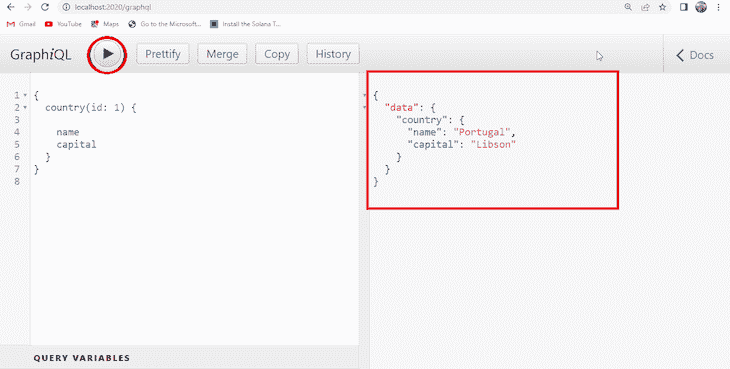 localhost:2020/graphql
Gmail YouTube Maps Go to the Microsoft... Install the Solana T...
GraphiQL Prettify Merge Copy History Docs
1 {
2 country(id: 1) {
3
4 name
5 capital
6 }
7 }
8
QUERY VARIABLES
{
"data": {
"country": {
"name": "Portugal",
"capital": "Libson"
}
}
}